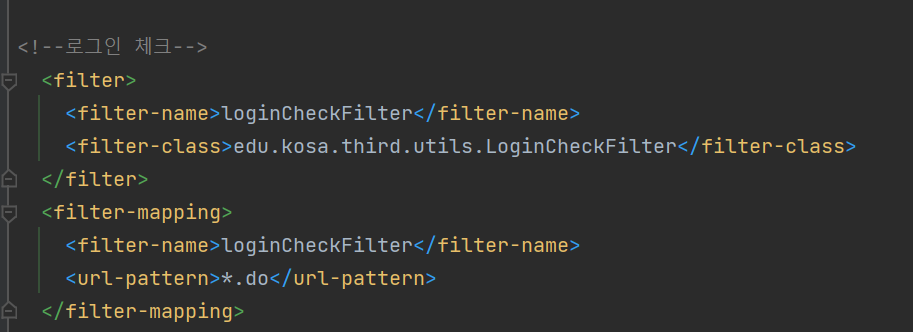 <!--로그인 체크-->
<filter>
<filter-name>loginCheckFilter</filter-name>
<filter-class>edu.kosa.third.utils.LoginCheckFilter</filter-class>
</filter>
<filter-mapping>
<filter-name>loginCheckFilter</filter-name>
<url-pattern>*.do</url-pattern>
</filter-mapping>